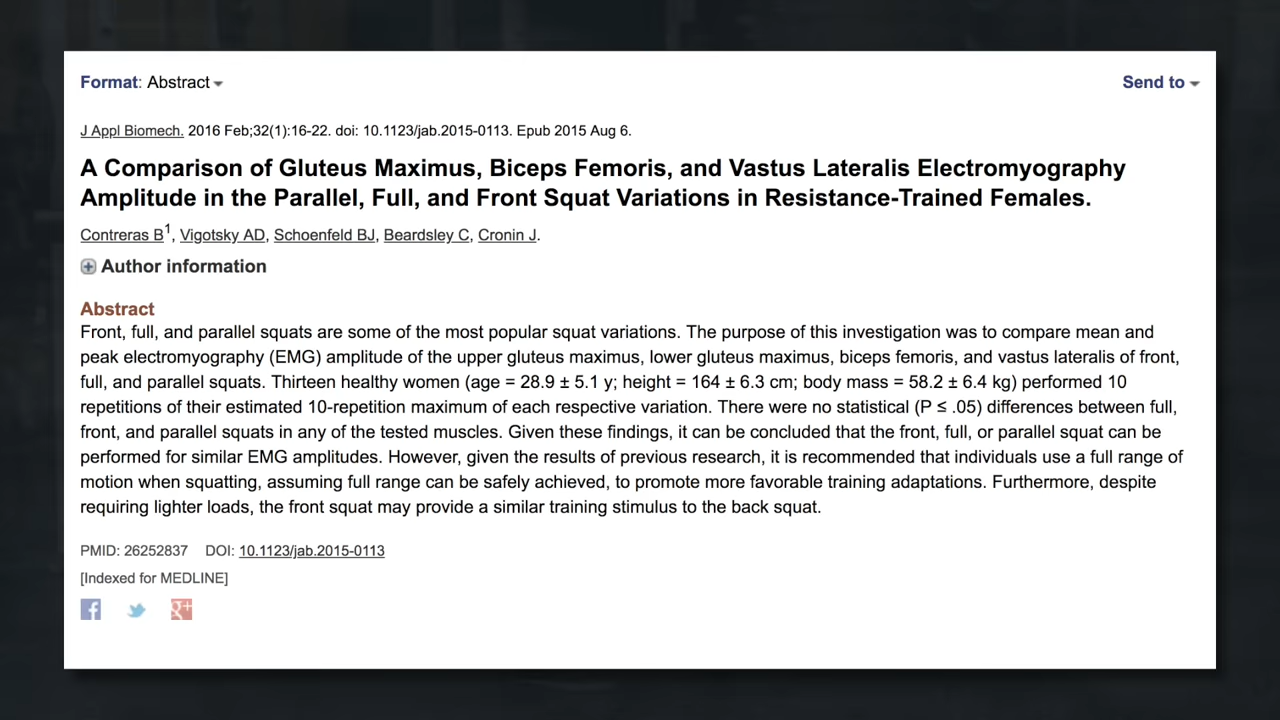 Format: Abstract
Send to
J Appl Biomech. 2016 Feb;32(1):16-22. doi: 10.1123/jab.2015-0113. Epub 2015 Aug 6.
A Comparison of Gluteus Maximus, Biceps Femoris, and Vastus Lateralis Electromyography
Amplitude in the Parallel, Full, and Front Squat Variations in Resistance-Trained Females.
Contreras B1, Vigotsky AD, Schoenfeld BJ, Beardsley C, Cronin J.
Author information
Abstract
Front, full, and parallel squats are some of the most popular squat variations. The purpose of this investigation was to compare mean and
peak electromyography (EMG) amplitude of the upper gluteus maximus, lower gluteus maximus, biceps femoris, and vastus lateralis of front,
full, and parallel squats. Thirteen healthy women (age = 28.9 ± 5.1 y; height = 164 ± 6.3 cm; body mass = 58.2 ± 6.4 kg) performed 10
repetitions of their estimated 10-repetition maximum of each respective variation. There were no statistical (P ≤ .05) differences between full,
front, and parallel squats in any of the tested muscles. Given these findings, it can be concluded that the front, full, or parallel squat can be
performed for similar EMG amplitudes. However, given the results of previous research, it is recommended that individuals use a full range of
motion when squatting, assuming full range can be safely achieved, to promote more favorable training adaptations. Furthermore, despite
requiring lighter loads, the front squat may provide a similar training stimulus to the back squat.
PMID: 26252837 DOI: 10.1123/jab.2015-0113
[Indexed for MEDLINE]
f g+